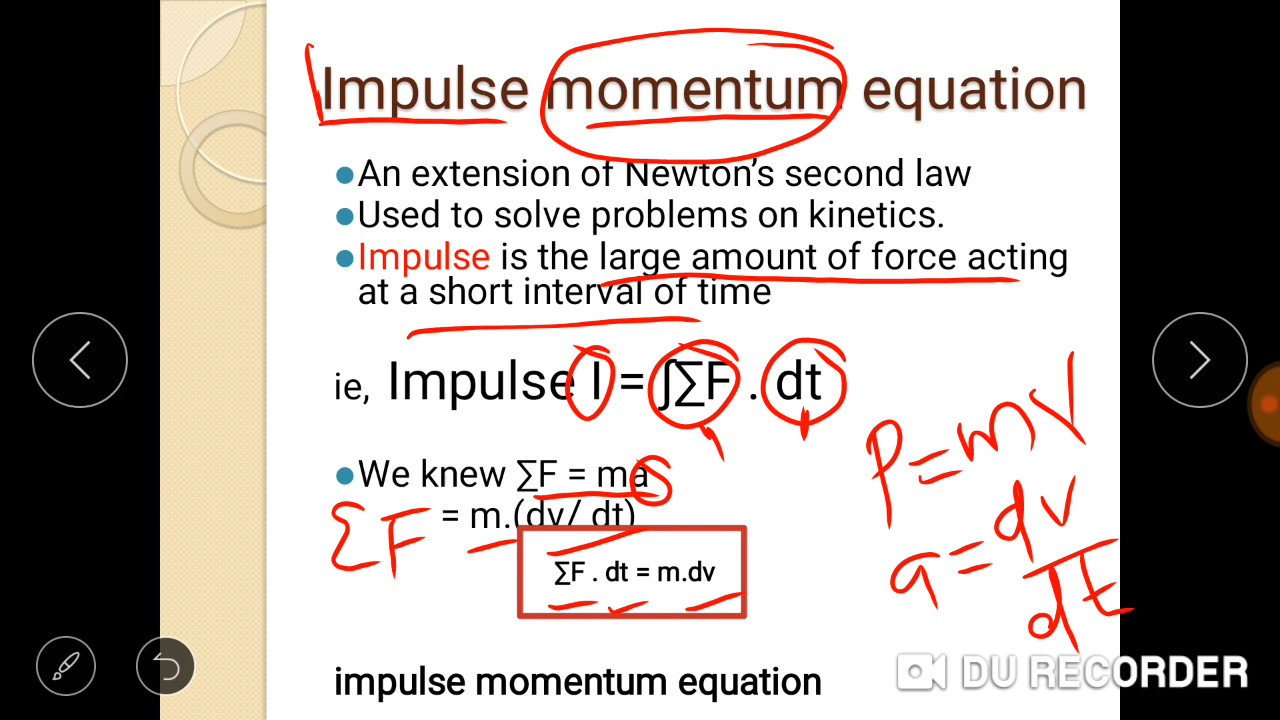 Impulse momentum equation
An extension of Newton's second law
Used to solve problems on kinetics.
Impulse is the large amount of force acting
at a short interval of time
ie, Impulse I = ∫∑F . dt
We knew ∑F = ma
∑F = m.(dv/ dt)
∑F . dt = m.dv
impulse momentum equation
P = mV
a = dv/dt
DU RECORDER